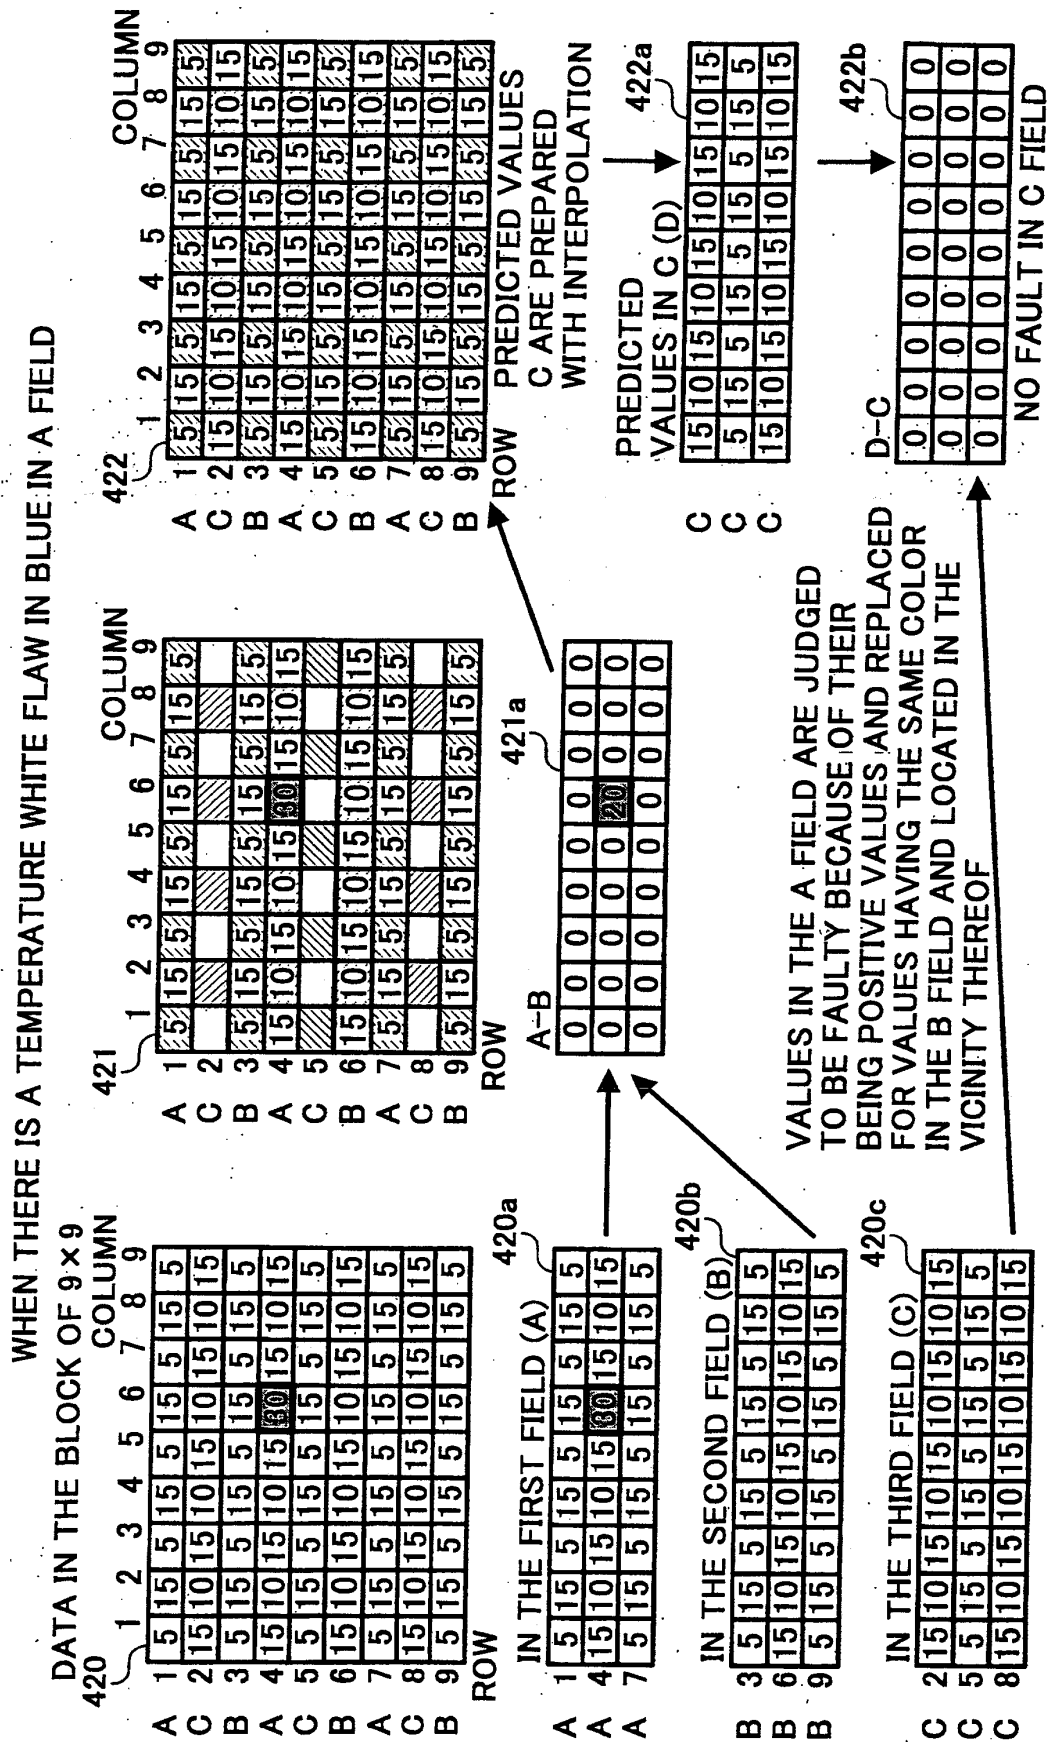 WHEN THERE IS A TEMPERATURE WHITE FLAW IN BLUE IN A FIELD
DATA IN THE BLOCK OF 9×9
COLUMN
420
1 2 3 4 5 6 7 8 9
A 1 5 15 5 15 5 15 5 15 5
C 2 15 10 15 10 15 10 15 10 15
B 3 5 15 5 15 5 15 5 15 5
A 4 15 10 15 10 15 30 15 10 15
C 5 5 15 5 15 5 15 5 15 5
B 6 15 10 15 10 15 10 15 10 15
A 7 5 15 5 15 5 15 5 15 5
C 8 15 10 15 10 15 10 15 10 15
B 9 5 15 5 15 5 15 5 15 5
ROW
IN THE FIRST FIELD (A)
420a
A 1 5 15 5 15 5 15 5 15 5
A 4 15 10 15 10 15 30 15 10 15
A 7 5 15 5 15 5 15 5 15 5
IN THE SECOND FIELD (B)
420b
B 3 5 15 5 15 5 15 5 15 5
B 6 15 10 15 10 15 10 15 10 15
B 9 5 15 5 15 5 15 5 15 5
IN THE THIRD FIELD (C)
420c
C 2 15 10 15 10 15 10 15 10 15
C 5 5 15 5 15 5 15 5 15 5
C 8 15 10 15 10 15 10 15 10 15
COLUMN
421
1 2 3 4 5 6 7 8 9
A 1 5 15 5 15 5 15 5 15 5
C 2
B 3 5 15 5 15 5 15 5 15 5
A 4 15 10 15 10 15 30 15 10 15
C 5
B 6 15 10 15 10 15 10 15 10 15
A 7 5 15 5 15 5 15 5 15 5
C 8
B 9 5 15 5 15 5 15 5 15 5
ROW
A-B
421a
0 0 0 0 0 0 0 0 0
0 0 0 0 0 20 0 0 0
0 0 0 0 0 0 0 0 0
VALUES IN THE A FIELD ARE JUDGED
TO BE FAULTY BECAUSE OF THEIR
BEING POSITIVE VALUES AND REPLACED
FOR VALUES HAVING THE SAME COLOR
IN THE B FIELD AND LOCATED IN THE
VICINITY THEREOF
COLUMN
422
1 2 3 4 5 6 7 8 9
A 1 5 15 5 15 5 15 5 15 5
C 2 15 10 15 10 15 10 15 10 15
B 3 5 15 5 15 5 15 5 15 5
A 4 15 10 15 10 15 10 15 10 15
C 5 5 15 5 15 5 15 5 15 5
B 6 15 10 15 10 15 10 15 10 15
A 7 5 15 5 15 5 15 5 15 5
C 8 15 10 15 10 15 10 15 10 15
B 9 5 15 5 15 5 15 5 15 5
ROW
PREDICTED VALUES
C ARE PREPARED
WITH INTERPOLATION
PREDICTED
VALUES IN C (D)
422a
C 15 10 15 10 15 10 15 10 15
C 5 15 5 15 5 15 5 15 5
C 15 10 15 10 15 10 15 10 15
D-C
422b
0 0 0 0 0 0 0 0 0
0 0 0 0 0 0 0 0 0
0 0 0 0 0 0 0 0 0
NO FAULT IN C FIELD